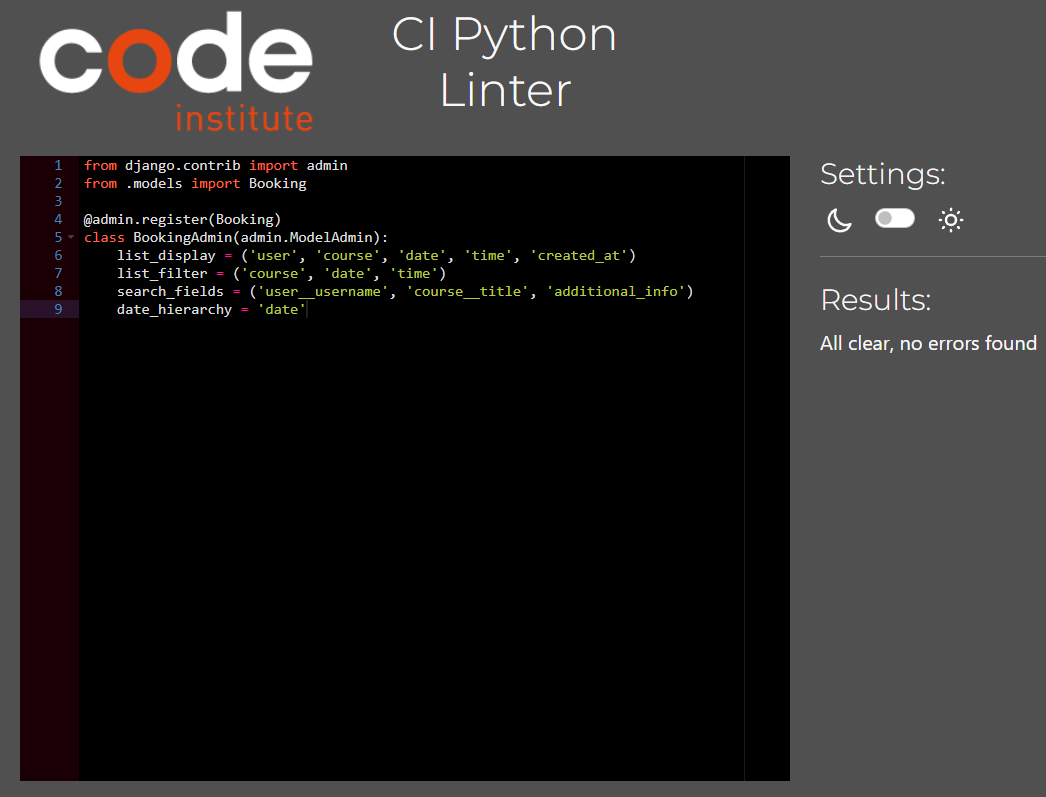 code
institute
CI Python
Linter
1 from django.contrib import admin
2 from .models import Booking
3
4 @admin.register(Booking)
5 class BookingAdmin(admin.ModelAdmin):
6     list_display = ('user', 'course', 'date', 'time', 'created_at')
7     list_filter = ('course', 'date', 'time')
8     search_fields = ('user__username', 'course__title', 'additional_info')
9     date_hierarchy = 'date'
Settings:
Results:
All clear, no errors found